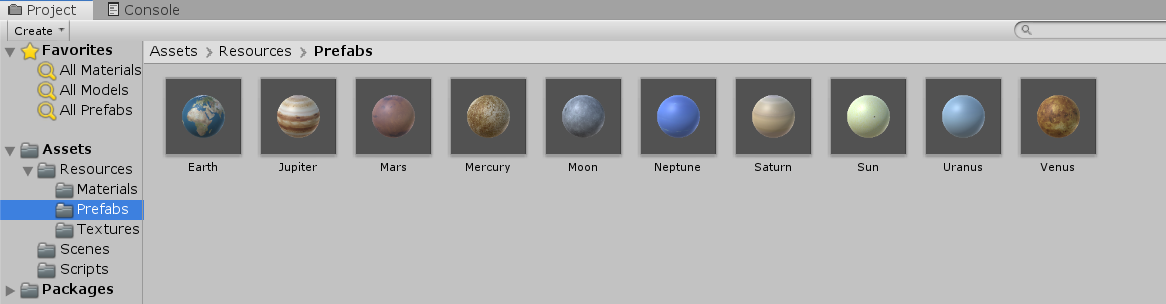 Project Console
Create
Favorites
All Materials
All Models
All Prefabs
Assets
Resources
Materials
Prefabs
Textures
Scenes
Scripts
Packages
Assets Resources Prefabs
Earth Jupiter Mars Mercury Moon Neptune Saturn Sun Uranus Venus